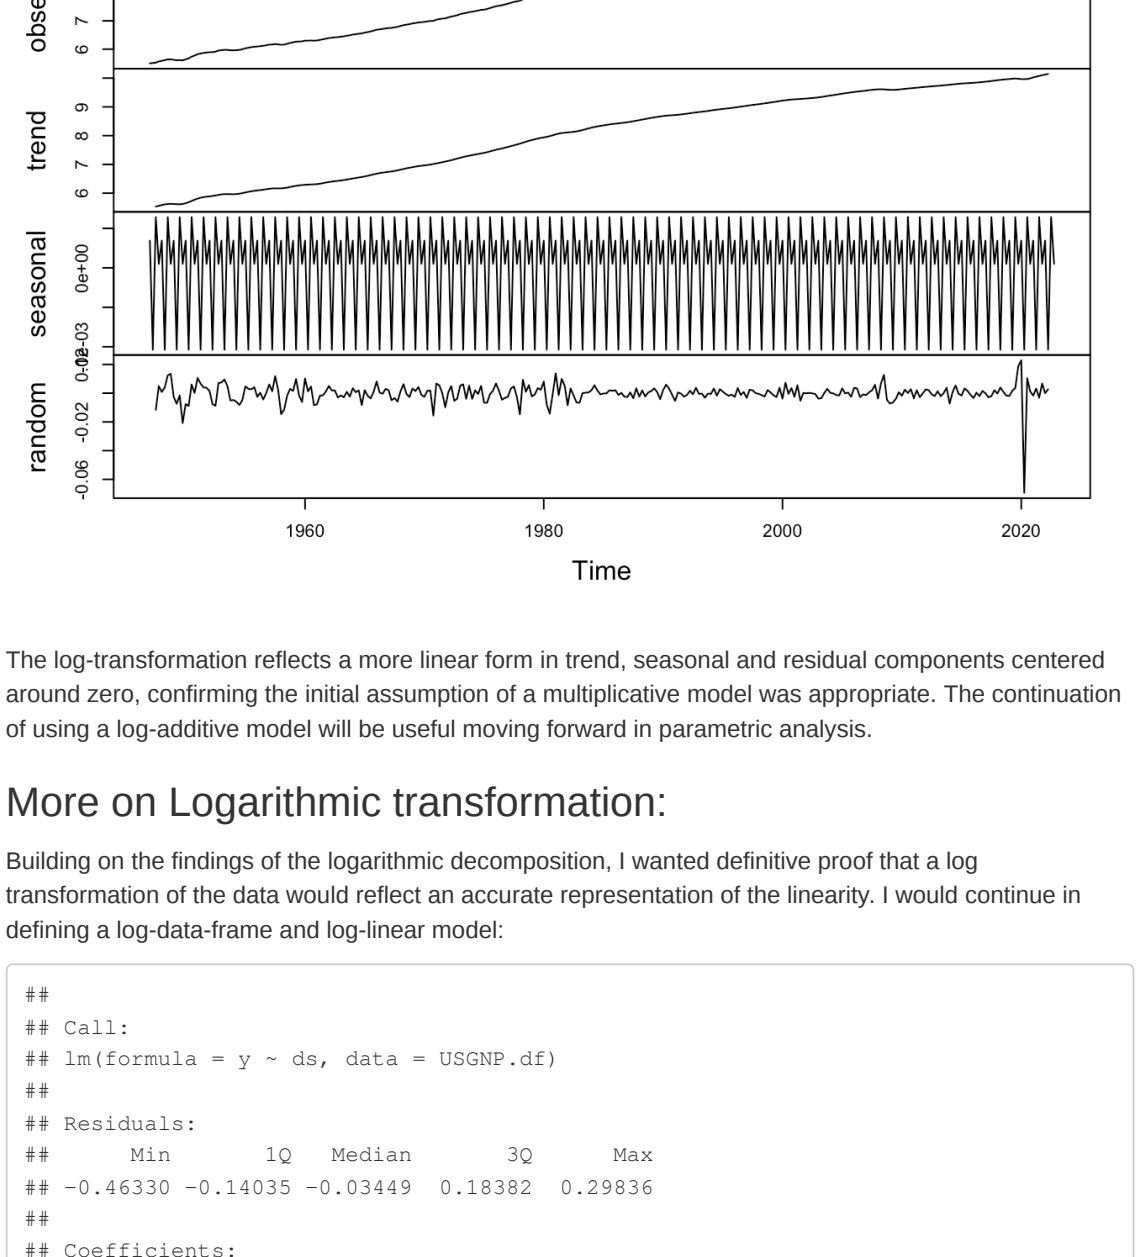 obse
7
6
trend
9
8
7
6
seasonal
0e+00
random
-0.02
-0.06
1960 1980 2000 2020
Time
The log-transformation reflects a more linear form in trend, seasonal and residual components centered
around zero, confirming the initial assumption of a multiplicative model was appropriate. The continuation
of using a log-additive model will be useful moving forward in parametric analysis.
More on Logarithmic transformation:
Building on the findings of the logarithmic decomposition, I wanted definitive proof that a log
transformation of the data would reflect an accurate representation of the linearity. I would continue in
defining a log-data-frame and log-linear model:
##
## Call:
## lm(formula = y ~ ds, data = USGNP.df)
##
## Residuals:
##      Min       1Q   Median       3Q      Max
## -0.46330 -0.14035 -0.03449  0.18382  0.29836
##
## Coefficients: